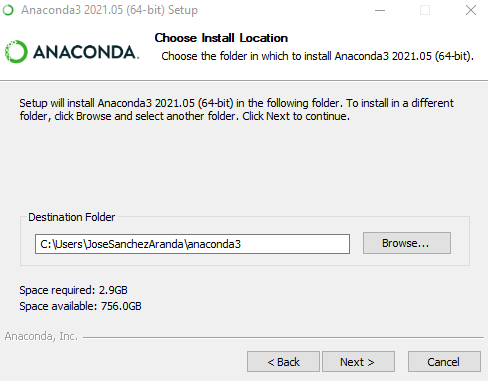 Anaconda3 2021.05 (64-bit) Setup
ANACONDA.
Choose Install Location
Choose the folder in which to install Anaconda3 2021.05 (64-bit).
Setup will install Anaconda3 2021.05 (64-bit) in the following folder. To install in a different
folder, click Browse and select another folder. Click Next to continue.
Destination Folder
C:\Users\JoseSanchezAranda\anaconda3
Browse...
Space required: 2.9GB
Space available: 756.0GB
Anaconda, Inc.
< Back
Next >
Cancel